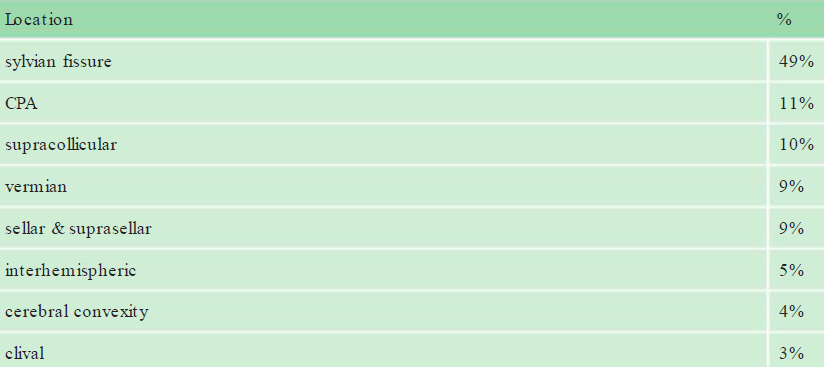 Location %
sylvian fissure 49%
CPA 11%
supracollicular 10%
vermian 9%
sellar & suprasellar 9%
interhemispheric 5%
cerebral convexity 4%
clival 3%